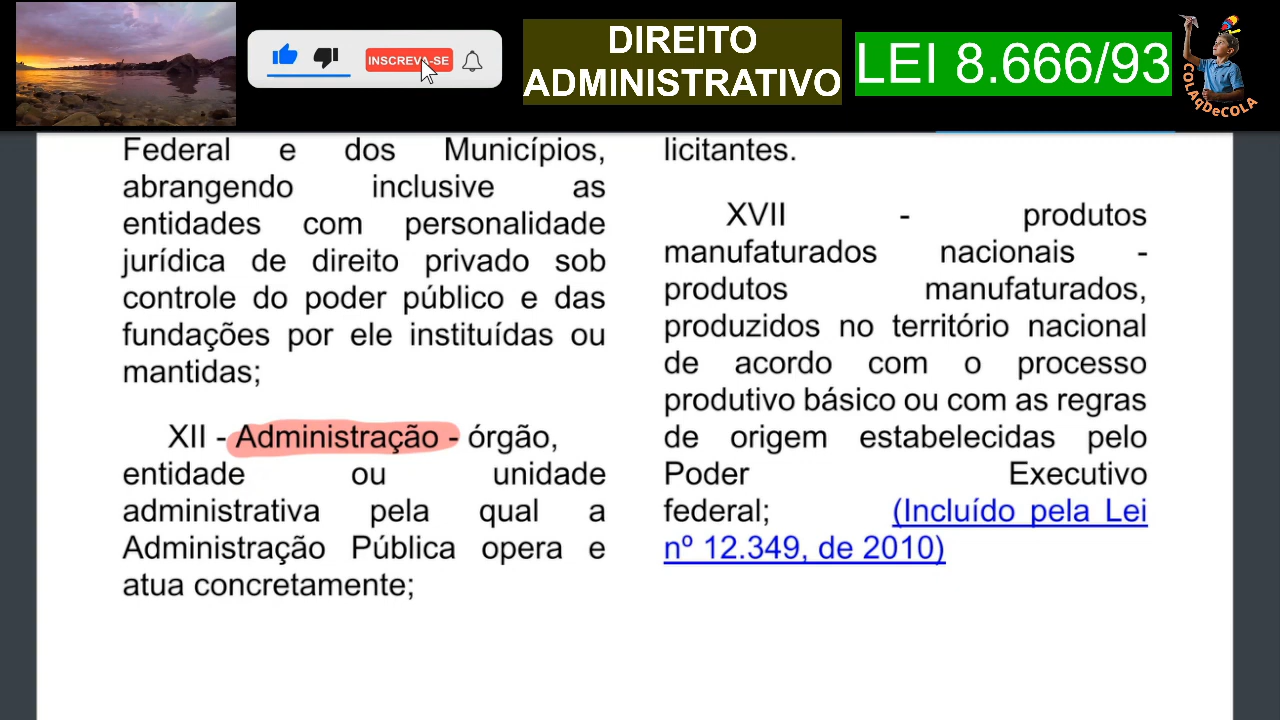 INSCREVA-SE
DIREITO
ADMINISTRATIVO
LEI 8.666/93
COLAqDeCOLA
Federal e dos Municípios,
abrangendo inclusive as
entidades com personalidade
jurídica de direito privado sob
controle do poder público e das
fundações por ele instituídas ou
mantidas;
XII - Administração - órgão,
entidade ou unidade
administrativa pela qual a
Administração Pública opera e
atua concretamente;
licitantes.
XVII - produtos
manufaturados nacionais -
produtos manufaturados,
produzidos no território nacional
de acordo com o processo
produtivo básico ou com as regras
de origem estabelecidas pelo
Poder Executivo
federal; (Incluído pela Lei
nº 12.349, de 2010)